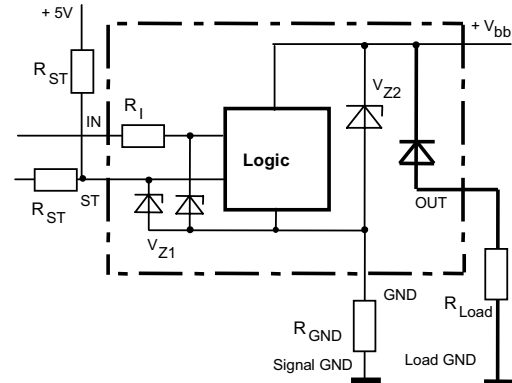 + 5V
+ V_bb
R_ST
V_Z2
IN
R_I
Logic
ST
R_ST
OUT
V_Z1
GND
R_Load
R_GND
Signal GND
Load GND